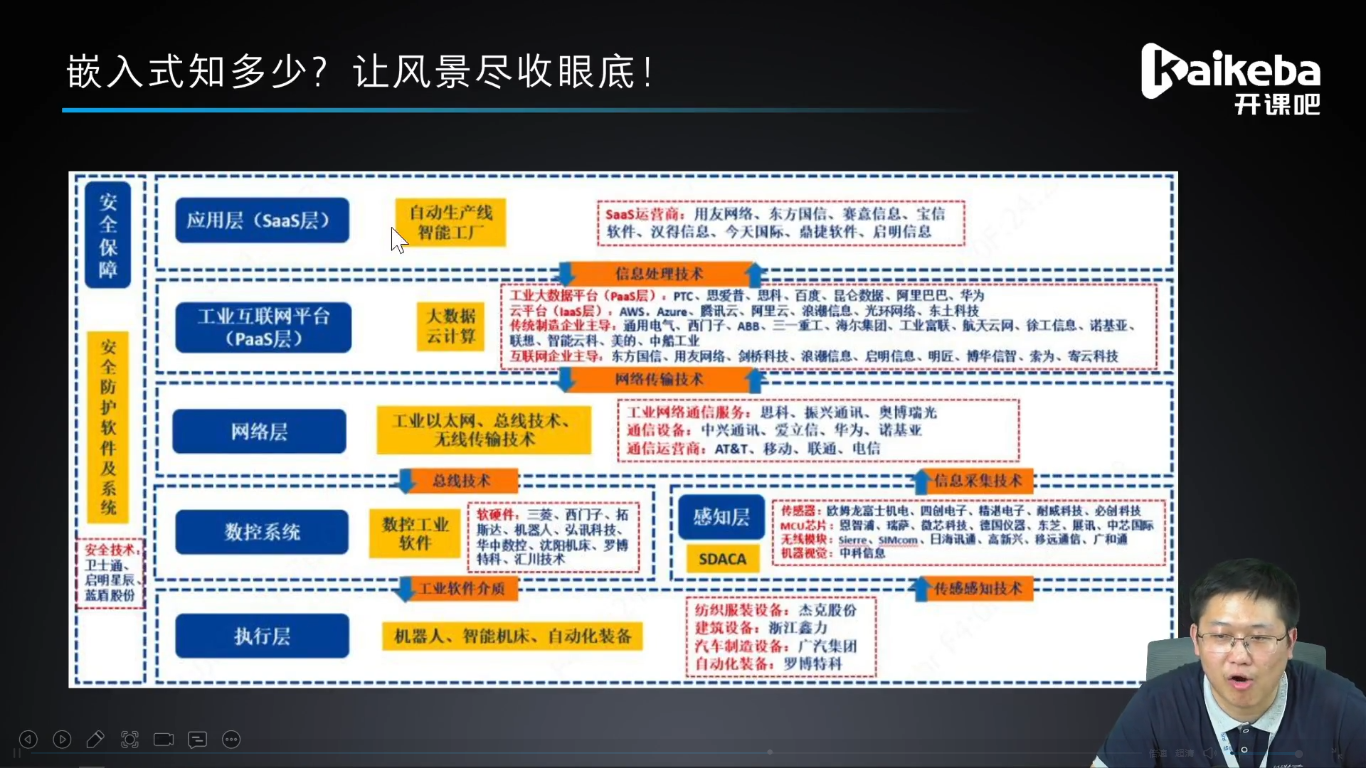 嵌入式知多少？让风景尽收眼底！
kaikeba
开课吧
安全保障
安全防护软件及系统
安全技术：
卫士通、
启明星辰、
蓝盾股份
应用层（SaaS层）
自动生产线
智能工厂
SaaS运营商：用友网络、东方国信、赛意信息、宝信
软件、汉得信息、今天国际、鼎捷软件、启明信息
信息处理技术
工业互联网平台
（PaaS层）
大数据
云计算
工业大数据平台（PaaS层）：PTC、思爱普、思科、百度、昆仑数据、阿里巴巴、华为
云平台（IaaS层）：AWS、Azure、腾讯云、阿里云、浪潮信息、光环网络、东土科技
传统制造企业主导：通用电气、西门子、ABB、三一重工、海尔集团、工业富联、航天云网、徐工信息、诺基亚、
联想、智能云科、美的、中船工业
互联网企业主导：东方国信、用友网络、剑桥科技、浪潮信息、启明信息、明匠、博华信智、索为、寄云科技
网络传输技术
网络层
工业以太网、总线技术、
无线传输技术
工业网络通信服务：思科、振兴通讯、奥博瑞光
通信设备：中兴通讯、爱立信、华为、诺基亚
通信运营商：AT&T、移动、联通、电信
总线技术
信息采集技术
数控系统
数控工业
软件
软硬件：三菱、西门子、拓
斯达、机器人、弘讯科技、
华中数控、沈阳机床、罗博
特科、汇川技术
感知层
SDACA
传感器：欧姆龙富士机电、四创电子、精湛电子、耐威科技、必创科技
MCU芯片：恩智浦、瑞萨、微芯科技、德国仪器、东芝、展讯、中芯国际
无线模块：Sierre、SIMcom、日海讯通、高新兴、移远通信、广和通
机器视觉：中科信息
工业软件介质
传感感知技术
执行层
机器人、智能机床、自动化装备
纺织服装设备：杰克股份
建筑设备：浙江鑫力
汽车制造设备：广汽集团
自动化装备：罗博特科